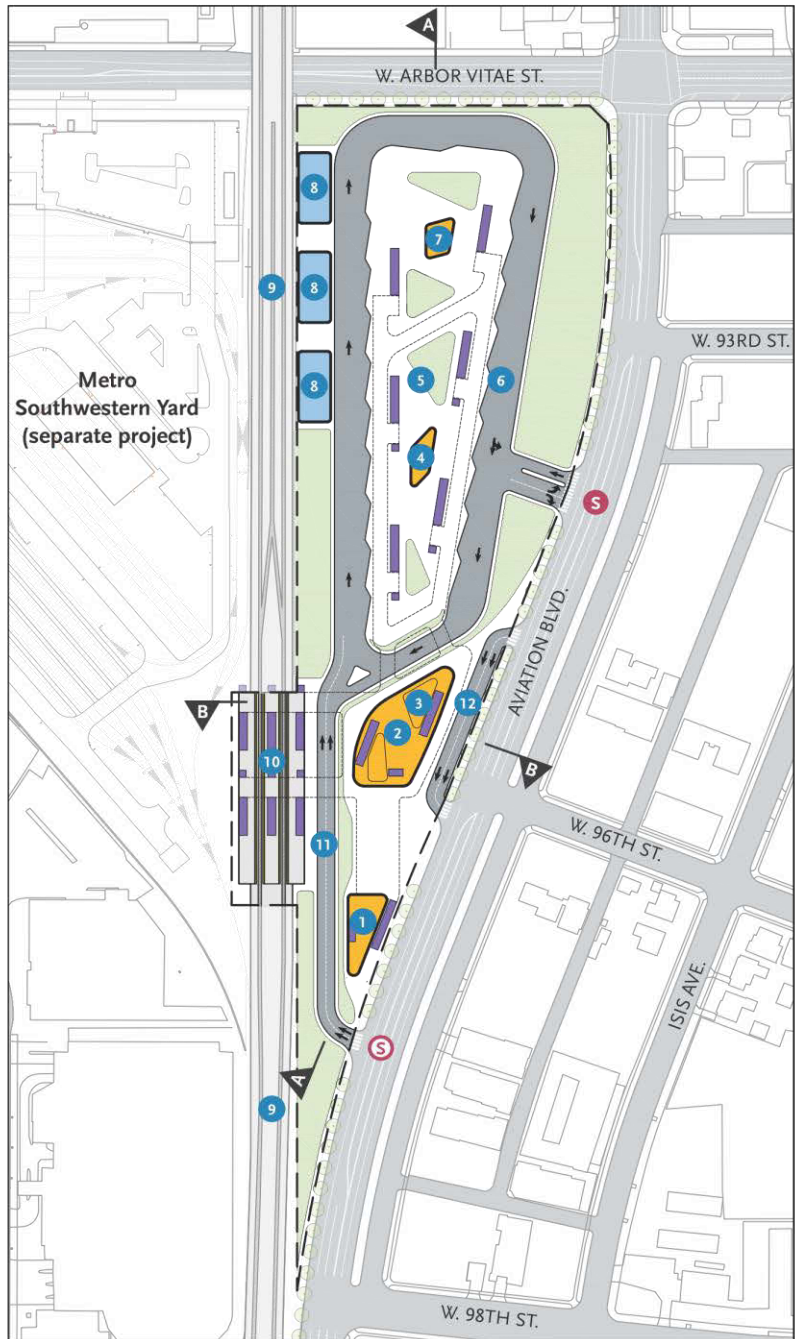 A
W. ARBOR VITAE ST.
8
7
9
8
W. 93RD ST.
Metro
Southwestern Yard
(separate project)
8
5
6
4
S
AVIATION BLVD.
B
3
12
2
10
B
W. 96TH ST.
11
1
ISIS AVE.
S
A
9
W. 98TH ST.